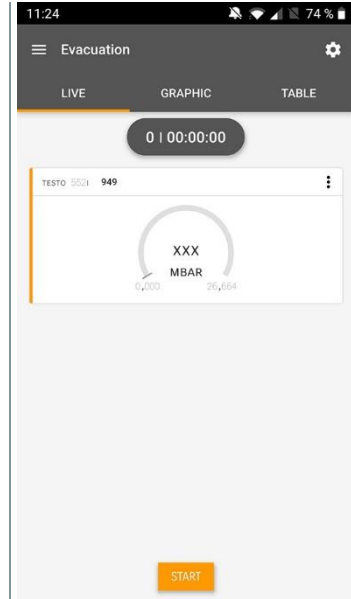 11:24 74 %
Evacuation
LIVE GRAPHIC TABLE
0 | 00:00:00
TESTO 552i 949
XXX
MBAR
0,000 26,664
START